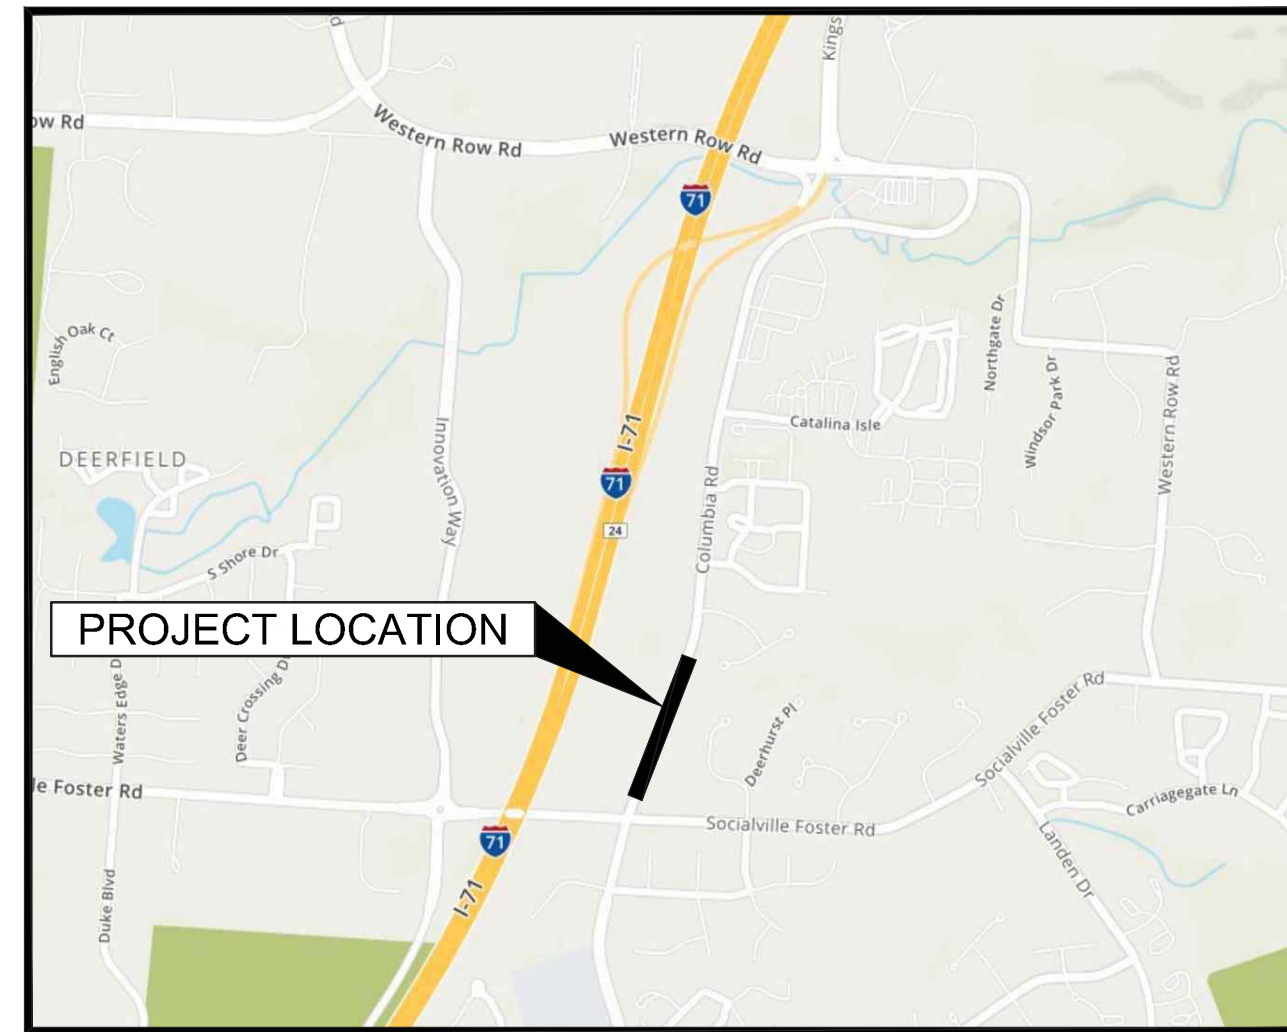 Kings
ow Rd
Western Row Rd
Western Row Rd
71
English Oak Ct
Northgate Dr
Windsor Park Dr
Western Row Rd
Catalina Isle
I-71
Innovation Way
DEERFIELD
71
Columbia Rd
24
S Shore Dr
PROJECT LOCATION
Waters Edge D
Deer Crossing D
Deerhurst Pl
Socialville Foster Rd
le Foster Rd
Carriagegate Ln
Socialville Foster Rd
71
Landen Dr
I-71
Duke Blvd